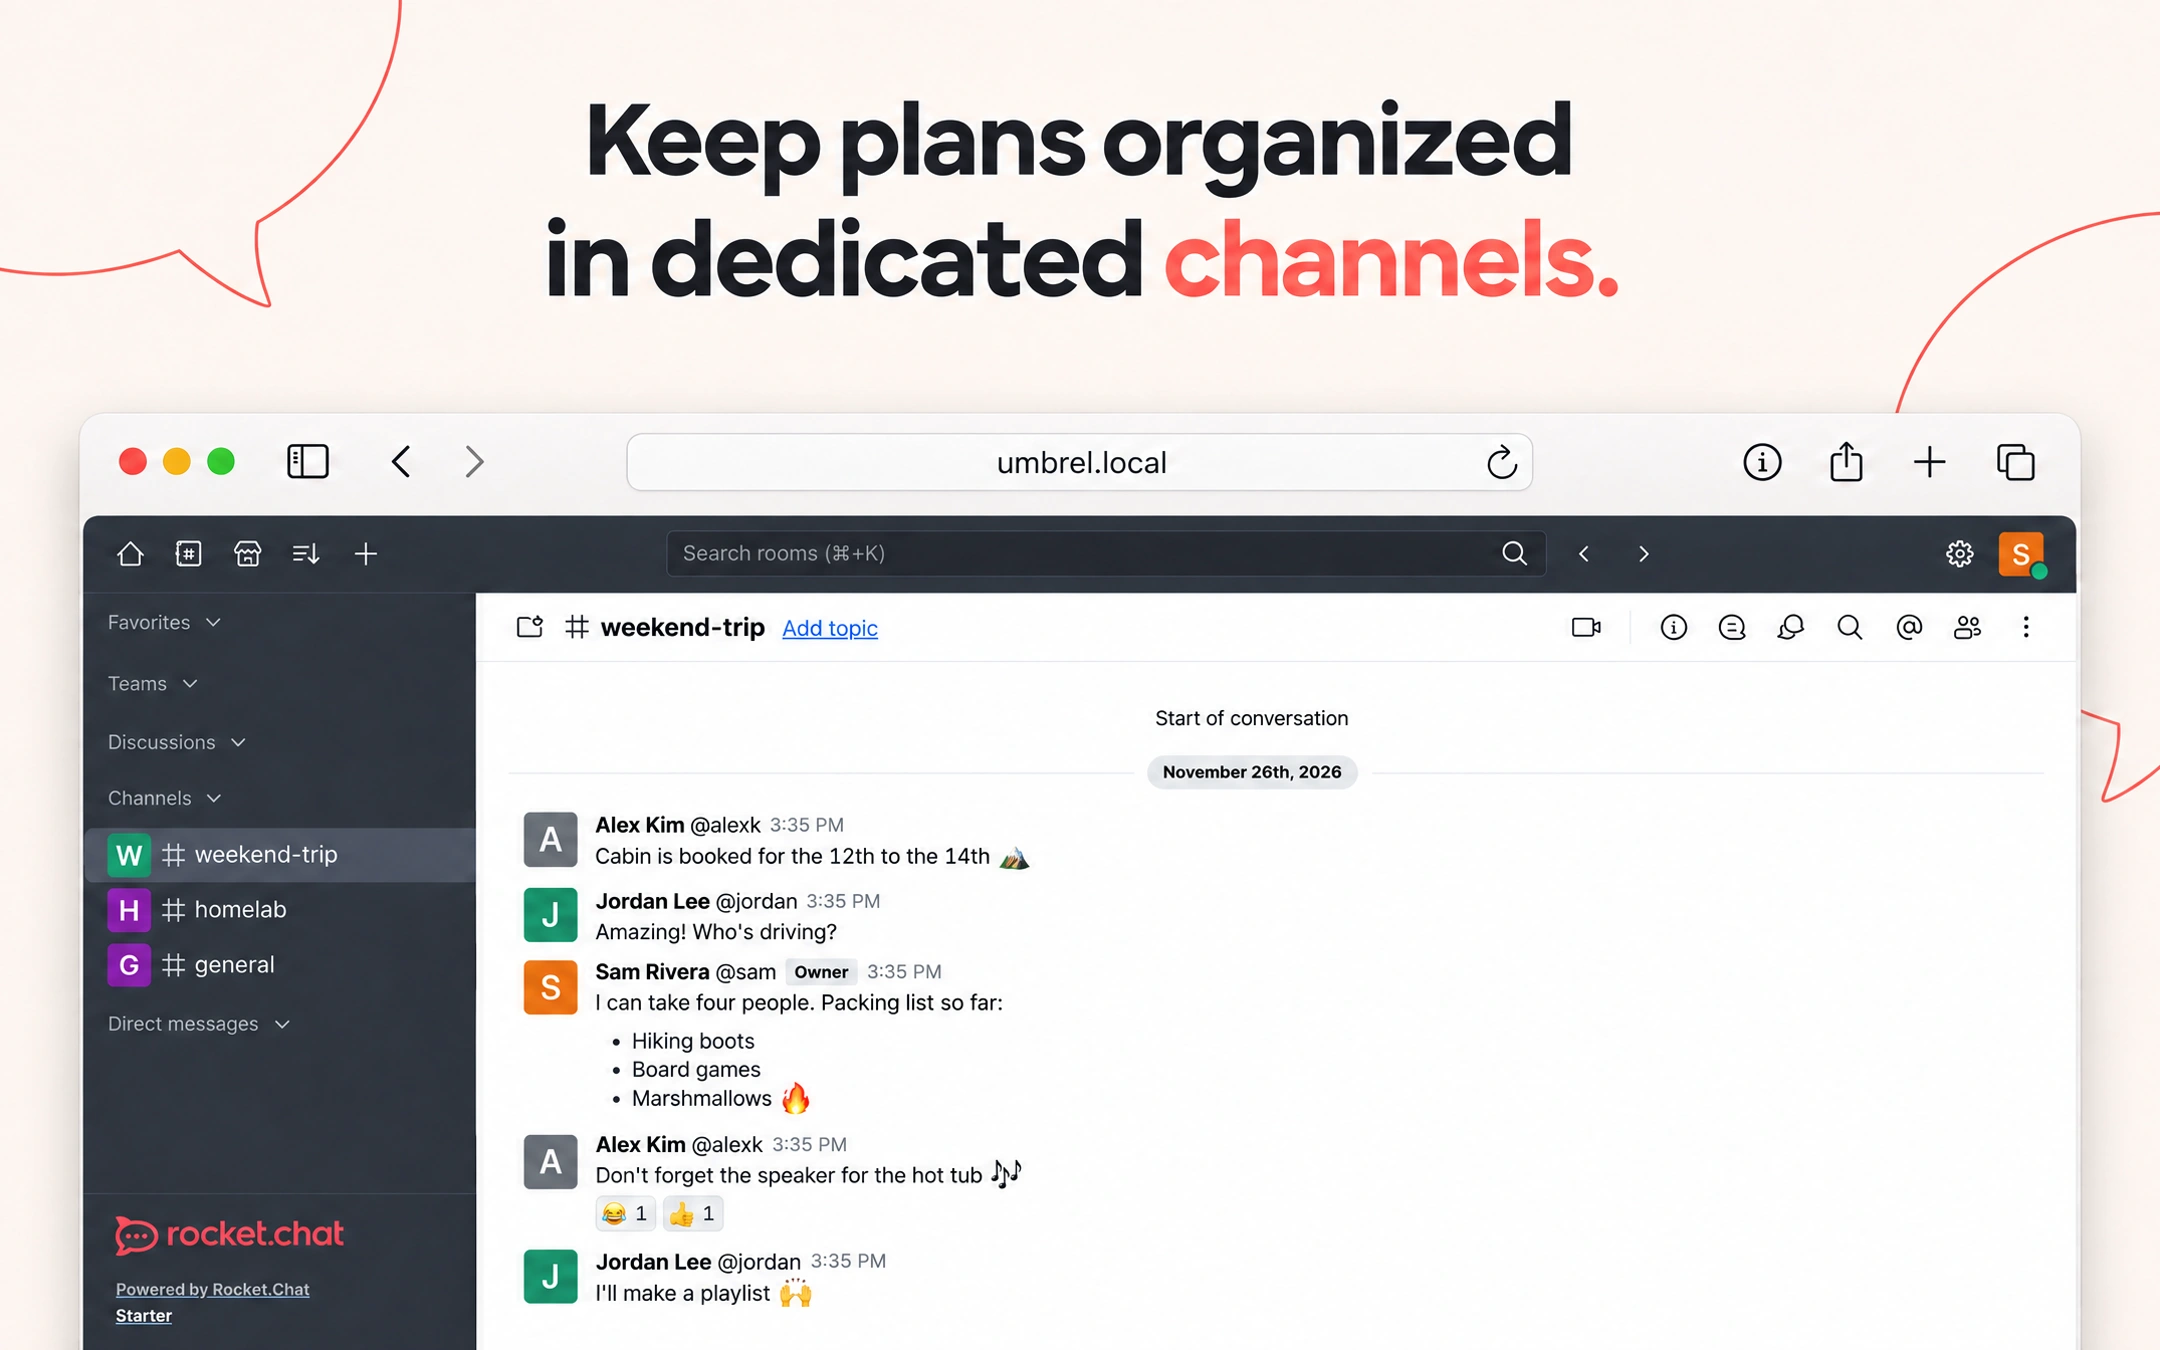 Keep plans organized
in dedicated channels.
umbrel.local
Search rooms (⌘+K)
S
Favorites
Teams
Discussions
Channels
W # weekend-trip
H # homelab
G # general
Direct messages
rocket.chat
Powered by Rocket.Chat
Starter
# weekend-trip Add topic
Start of conversation
November 26th, 2026
A
Alex Kim @alexk 3:35 PM
Cabin is booked for the 12th to the 14th 🏔️
J
Jordan Lee @jordan 3:35 PM
Amazing! Who's driving?
S
Sam Rivera @sam Owner 3:35 PM
I can take four people. Packing list so far:
• Hiking boots
• Board games
• Marshmallows 🔥
A
Alex Kim @alexk 3:35 PM
Don't forget the speaker for the hot tub 🎶
😂 1 👍 1
J
Jordan Lee @jordan 3:35 PM
I'll make a playlist 🙌